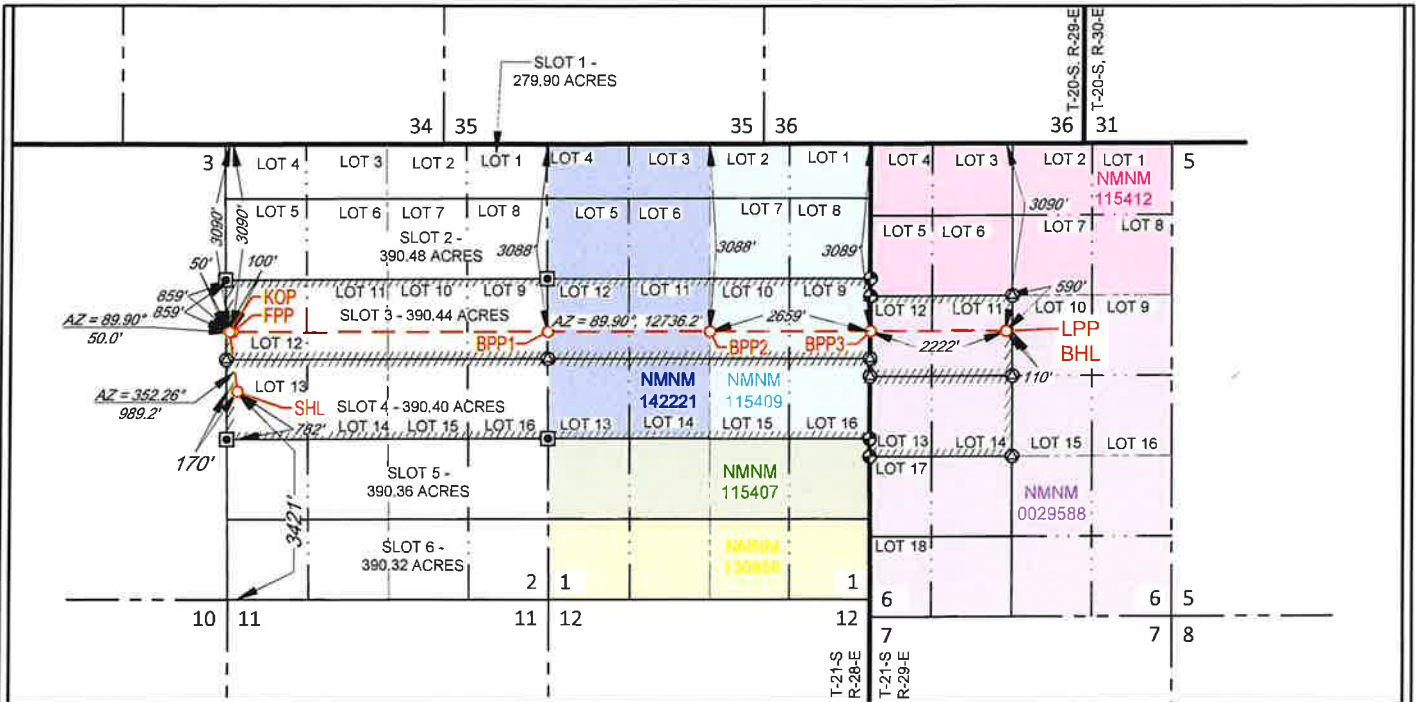 T-20-S, R-29-E
T-20-S, R-30-E
SLOT 1 -
279.90 ACRES
34 35
35 36
36 31
3
LOT 4 LOT 3 LOT 2 LOT 1
LOT 4 LOT 3 LOT 2 LOT 1
LOT 4 LOT 3 LOT 2 LOT 1
5
NMNM
115412
LOT 5 LOT 6 LOT 7 LOT 8
LOT 5 LOT 6 LOT 7 LOT 8
LOT 5 LOT 6 LOT 7 LOT 8
3090'
3090'
3088'
3088'
3089'
3090'
SLOT 2 -
390.48 ACRES
50'
100'
859'
859'
AZ = 89.90°
50.0'
KOP
FPP
LOT 11 LOT 10 LOT 9
LOT 12 LOT 11 LOT 10 LOT 9
LOT 12 LOT 11 LOT 10 LOT 9
590'
SLOT 3 - 390.44 ACRES
LOT 12
BPP1
AZ = 89.90°, 12736.2'
BPP2
2659'
BPP3
2222'
LPP
BHL
110'
NMNM
142221
NMNM
115409
AZ = 352.26°
989.2'
LOT 13
SHL
SLOT 4 - 390.40 ACRES
782'
170'
LOT 14 LOT 15 LOT 16
LOT 13 LOT 14 LOT 15 LOT 16
LOT 13 LOT 14 LOT 15 LOT 16
LOT 17
3421'
SLOT 5 -
390.36 ACRES
NMNM
115407
NMNM
0029588
SLOT 6 -
390.32 ACRES
NMNM
LOT 18
2 1
1
6
6 5
10 11
11 12
12
7
7 8
T-21-S
R-28-E
T-21-S
R-29-E